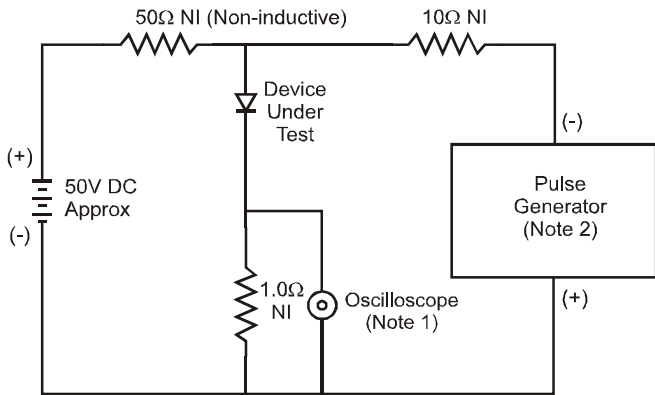 50Ω NI (Non-inductive)
10Ω NI
Device
Under
Test
(-)
(+)
50V DC
Approx
(-)
Pulse
Generator
(Note 2)
1.0Ω
NI
Oscilloscope
(Note 1)
(+)